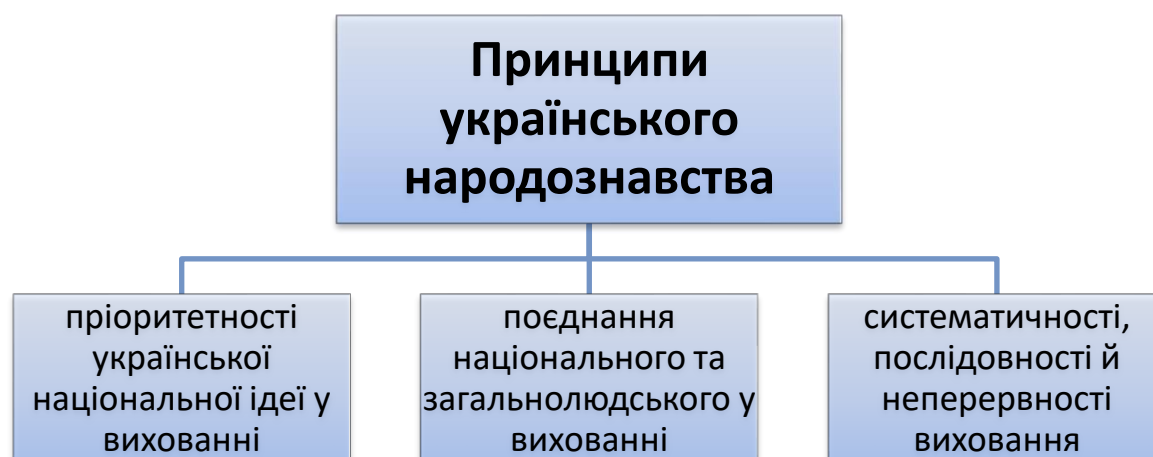 Принципи
українського
народознавства
пріоритетності
української
національної ідеї у
вихованні
поєднання
національного та
загальнолюдського у
вихованні
систематичності,
послідовності й
неперервності
виховання